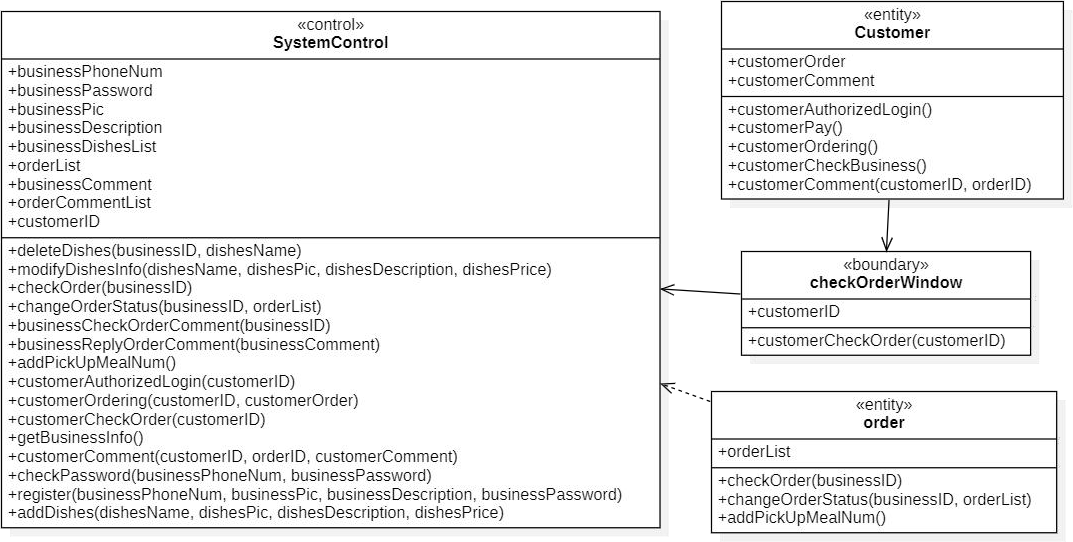 «control»
SystemControl
+businessPhoneNum
+businessPassword
+businessPic
+businessDescription
+businessDishesList
+orderList
+businessComment
+orderCommentList
+customerID
+deleteDishes(businessID, dishesName)
+modifyDishesInfo(dishesName, dishesPic, dishesDescription, dishesPrice)
+checkOrder(businessID)
+changeOrderStatus(businessID, orderList)
+businessCheckOrderComment(businessID)
+businessReplyOrderComment(businessComment)
+addPickUpMealNum()
+customerAuthorizedLogin(customerID)
+customerOrdering(customerID, customerOrder)
+customerCheckOrder(customerID)
+getBusinessInfo()
+customerComment(customerID, orderID, customerComment)
+checkPassword(businessPhoneNum, businessPassword)
+register(businessPhoneNum, businessPic, businessDescription, businessPassword)
+addDishes(dishesName, dishesPic, dishesDescription, dishesPrice)
«entity»
Customer
+customerOrder
+customerComment
+customerAuthorizedLogin()
+customerPay()
+customerOrdering()
+customerCheckBusiness()
+customerComment(customerID, orderID)
«boundary»
checkOrderWindow
+customerID
+customerCheckOrder(customerID)
«entity»
order
+orderList
+checkOrder(businessID)
+changeOrderStatus(businessID, orderList)
+addPickUpMealNum()